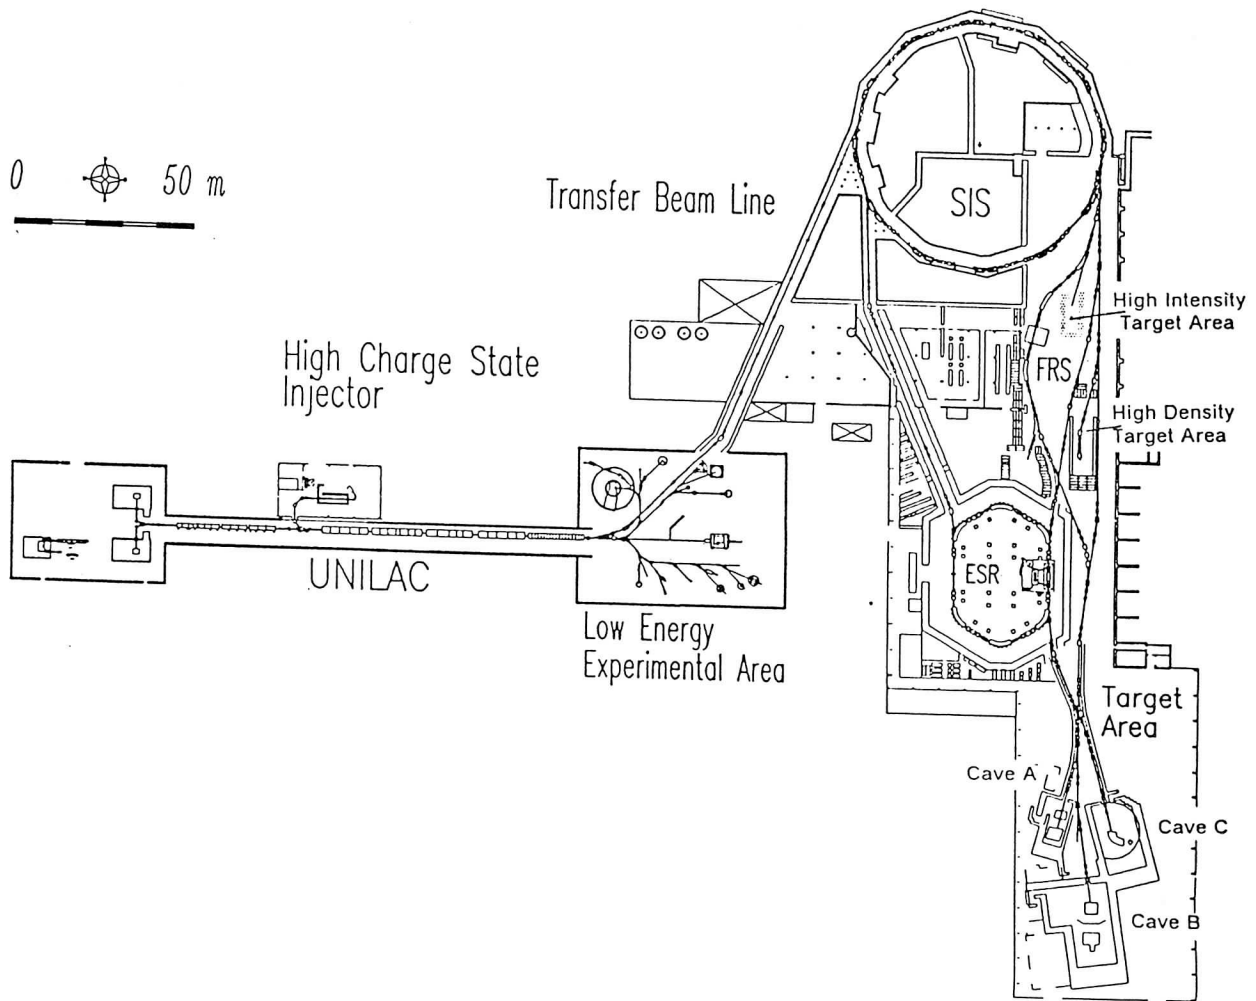 0 50 m
Transfer Beam Line
SIS
High Intensity
Target Area
High Charge State
Injector
FRS
High Density
Target Area
UNILAC
ESR
Low Energy
Experimental Area
Target
Area
Cave A
Cave C
Cave B